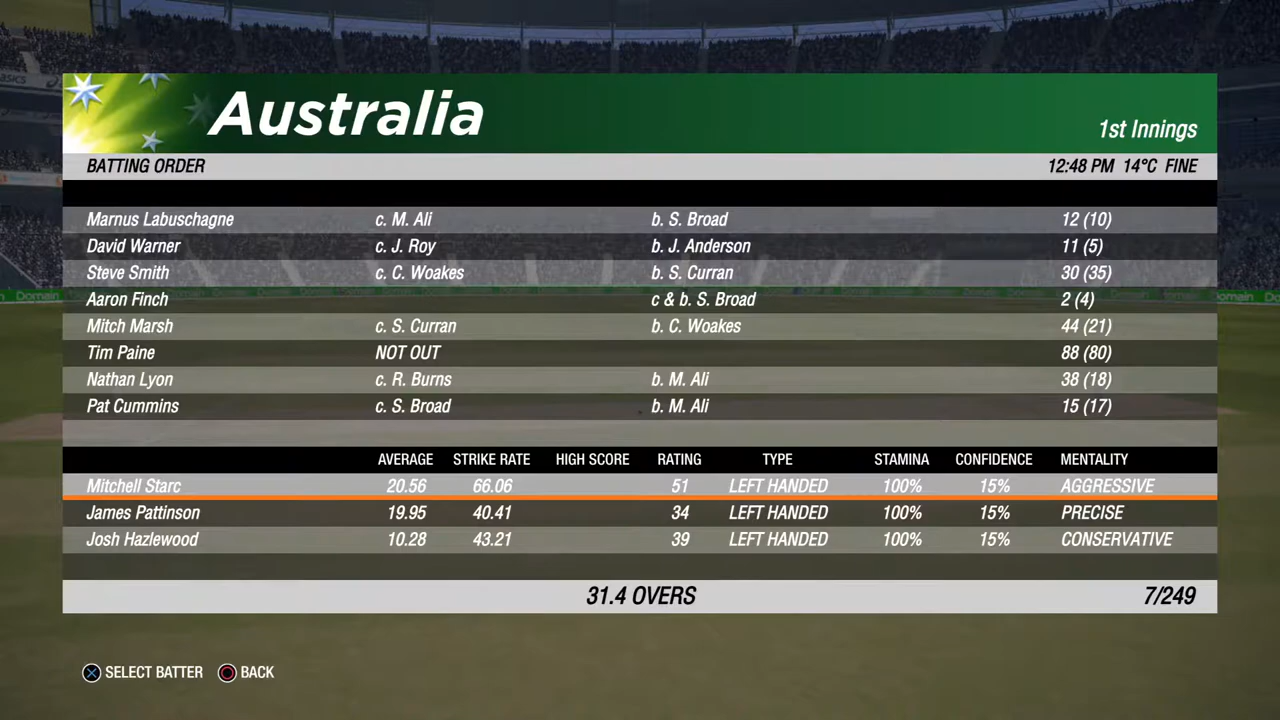 Australia
1st Innings
BATTING ORDER 12:48 PM 14°C FINE
Marnus Labuschagne c. M. Ali b. S. Broad 12 (10)
David Warner c. J. Roy b. J. Anderson 11 (5)
Steve Smith c. C. Woakes b. S. Curran 30 (35)
Aaron Finch c & b. S. Broad 2 (4)
Mitch Marsh c. S. Curran b. C. Woakes 44 (21)
Tim Paine NOT OUT 88 (80)
Nathan Lyon c. R. Burns b. M. Ali 38 (18)
Pat Cummins c. S. Broad b. M. Ali 15 (17)
AVERAGE STRIKE RATE HIGH SCORE RATING TYPE STAMINA CONFIDENCE MENTALITY
Mitchell Starc 20.56 66.06 51 LEFT HANDED 100% 15% AGGRESSIVE
James Pattinson 19.95 40.41 34 LEFT HANDED 100% 15% PRECISE
Josh Hazlewood 10.28 43.21 39 LEFT HANDED 100% 15% CONSERVATIVE
31.4 OVERS 7/249
SELECT BATTER BACK
Domain
Domain